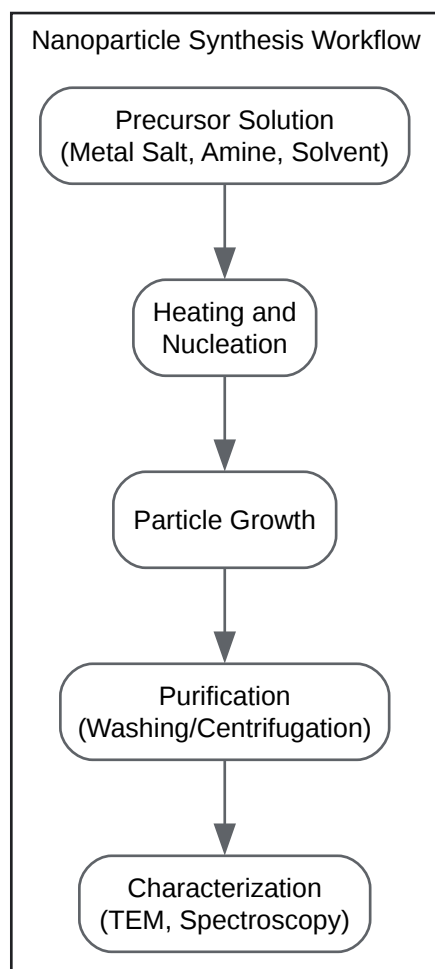 Nanoparticle Synthesis Workflow
Precursor Solution
(Metal Salt, Amine, Solvent)
Heating and
Nucleation
Particle Growth
Purification
(Washing/Centrifugation)
Characterization
(TEM, Spectroscopy)